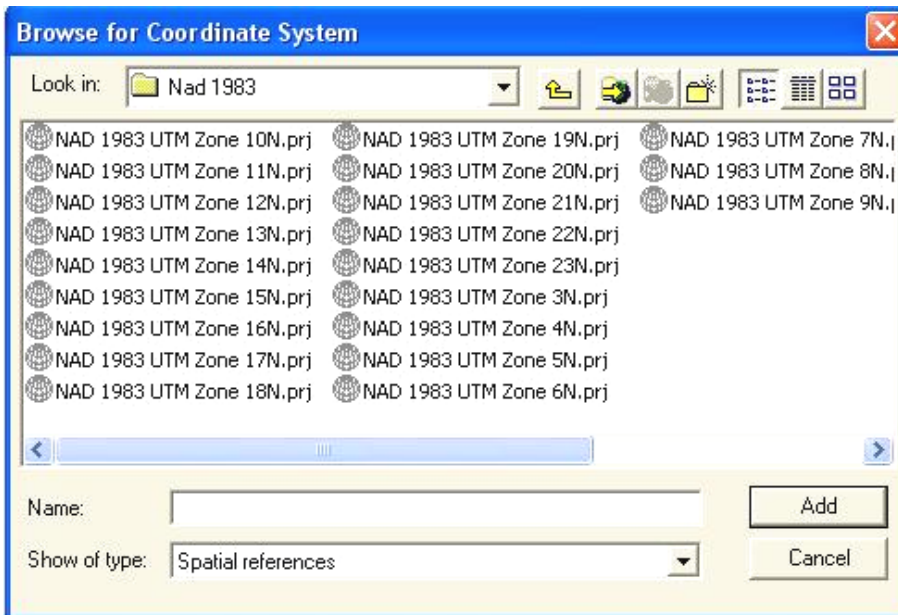 Browse for Coordinate System
Look in: Nad 1983
NAD 1983 UTM Zone 10N.prj NAD 1983 UTM Zone 19N.prj NAD 1983 UTM Zone 7N.p
NAD 1983 UTM Zone 11N.prj NAD 1983 UTM Zone 20N.prj NAD 1983 UTM Zone 8N.p
NAD 1983 UTM Zone 12N.prj NAD 1983 UTM Zone 21N.prj NAD 1983 UTM Zone 9N.p
NAD 1983 UTM Zone 13N.prj NAD 1983 UTM Zone 22N.prj
NAD 1983 UTM Zone 14N.prj NAD 1983 UTM Zone 23N.prj
NAD 1983 UTM Zone 15N.prj NAD 1983 UTM Zone 3N.prj
NAD 1983 UTM Zone 16N.prj NAD 1983 UTM Zone 4N.prj
NAD 1983 UTM Zone 17N.prj NAD 1983 UTM Zone 5N.prj
NAD 1983 UTM Zone 18N.prj NAD 1983 UTM Zone 6N.prj
Name: Add
Show of type: Spatial references Cancel